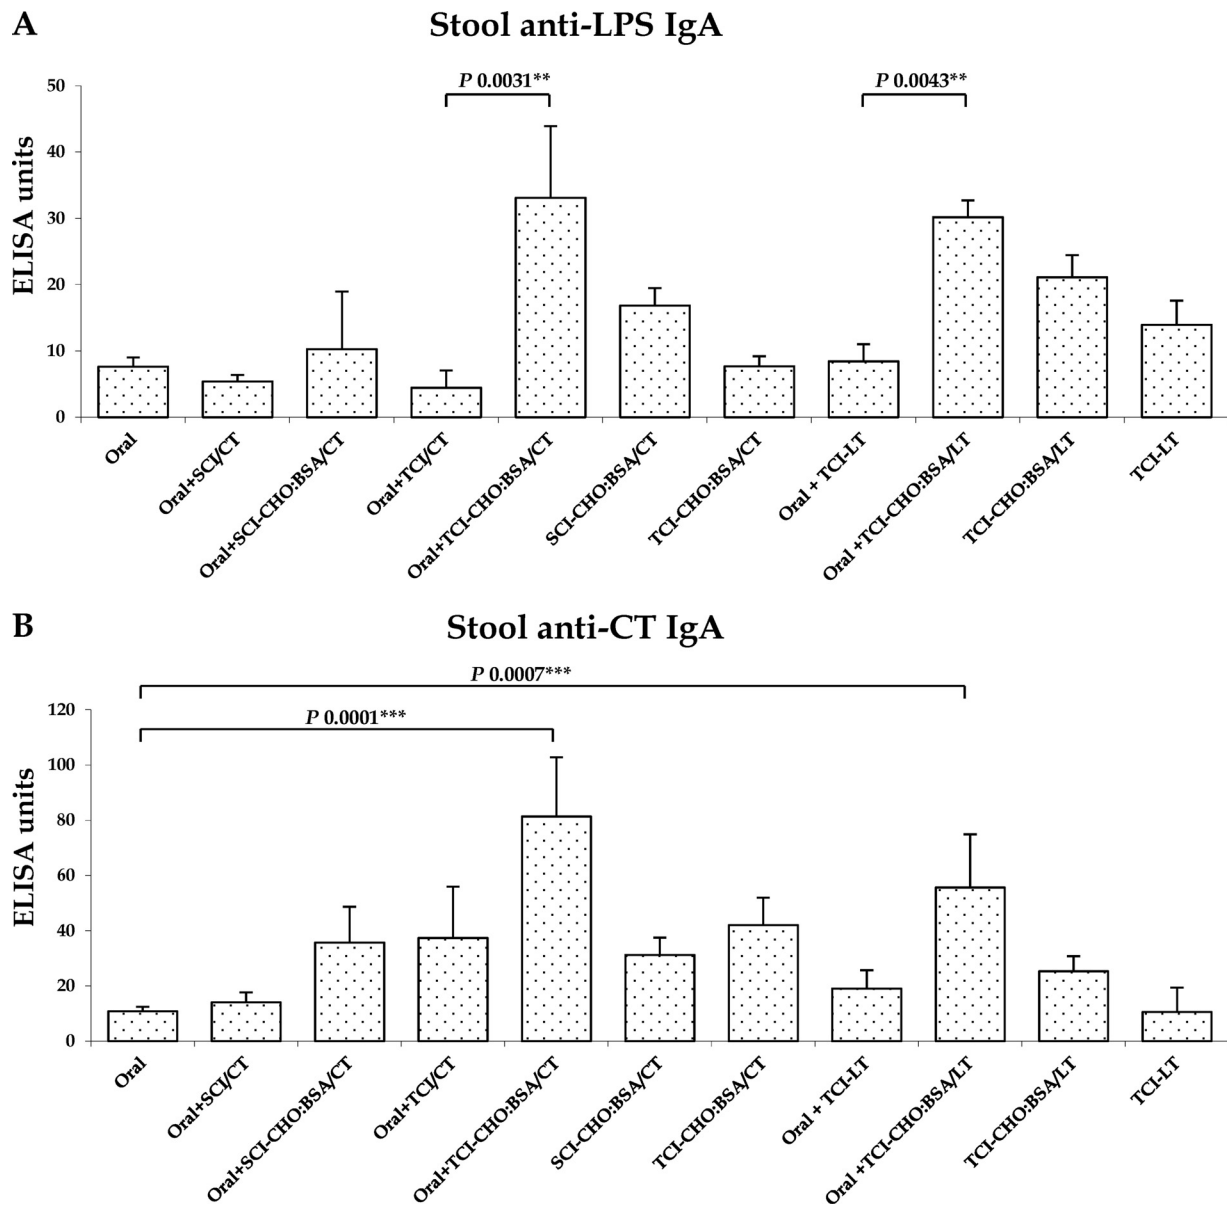 A
Stool anti-LPS IgA
P 0.0031**
P 0.0043**
ELISA units
50
40
30
20
10
0
Oral
Oral+SCI/CT
Oral+SCI-CHO:BSA/CT
Oral+TCI/CT
Oral+TCI-CHO:BSA/CT
SCI-CHO:BSA/CT
TCI-CHO:BSA/CT
Oral + TCI-LT
Oral +TCI-CHO:BSA/LT
TCI-CHO:BSA/LT
TCI-LT
B
Stool anti-CT IgA
P 0.0007***
P 0.0001***
ELISA units
120
100
80
60
40
20
0
Oral
Oral+SCI/CT
Oral+SCI-CHO:BSA/CT
Oral+TCI/CT
Oral+TCI-CHO:BSA/CT
SCI-CHO:BSA/CT
TCI-CHO:BSA/CT
Oral + TCI-LT
Oral +TCI-CHO:BSA/LT
TCI-CHO:BSA/LT
TCI-LT